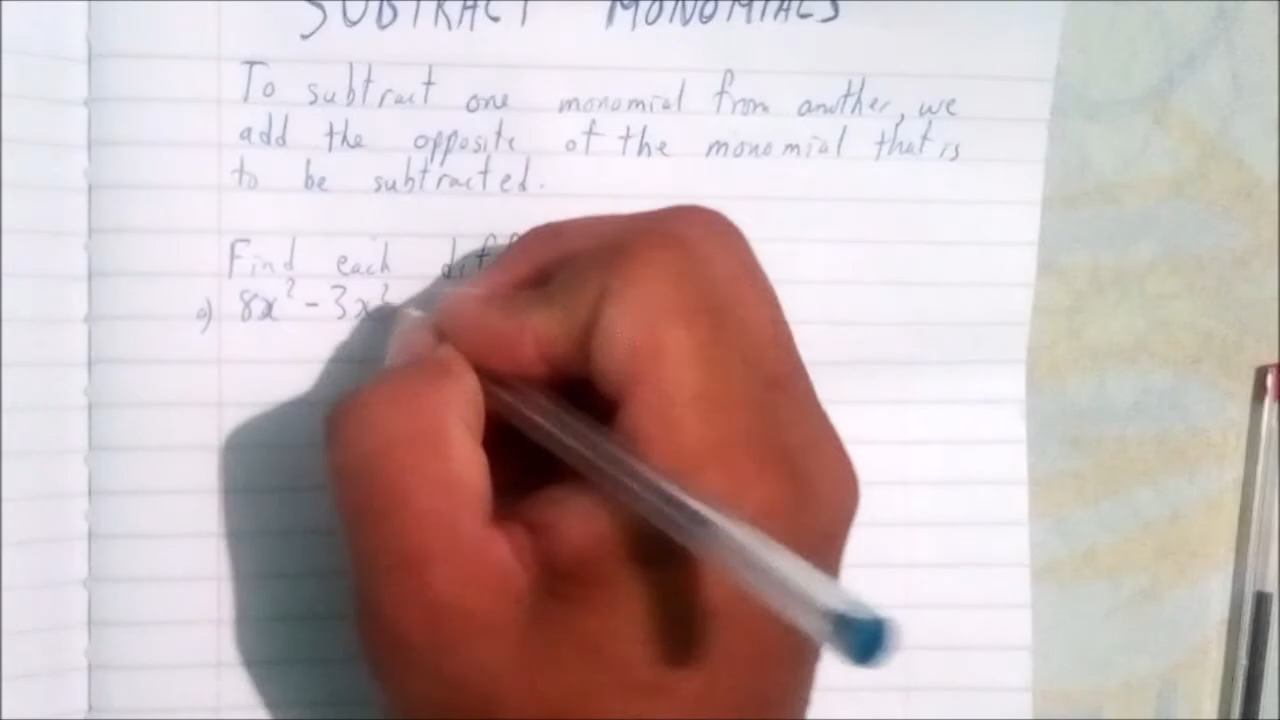 SUBTRACT MONOMIALS
To subtract one monomial from another, we
add the opposite of the monomial that is
to be subtracted.
Find each
a) 8x² - 3x²